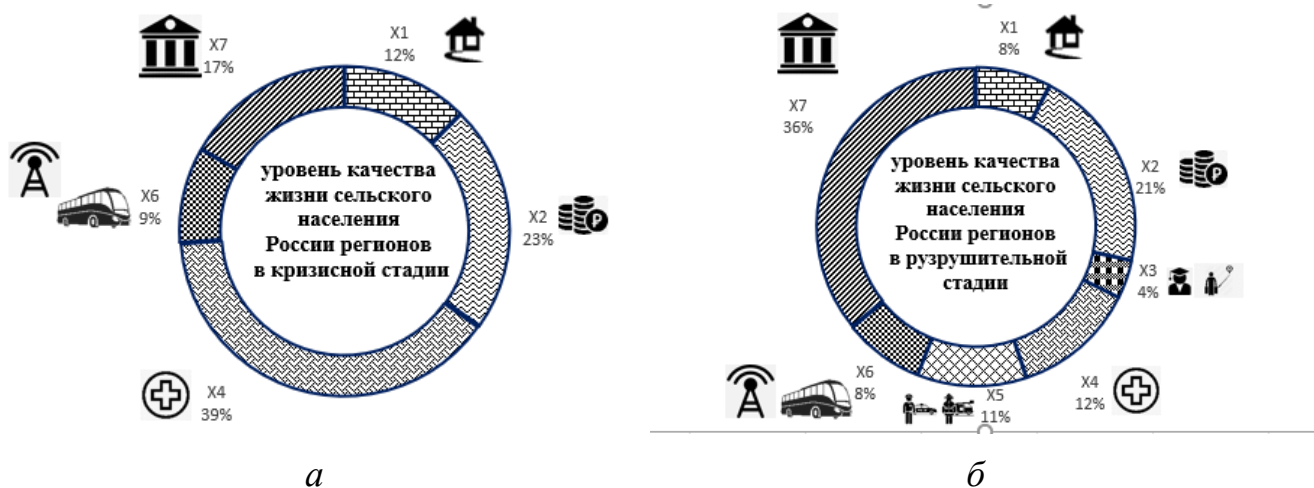 X7
17%
X1
12%
X6
9%
X2
23%
X4
39%
уровень качества
жизни сельского
населения
России регионов
в кризисной стадии
а
X1
8%
X7
36%
X2
21%
X3
4%
X6
8%
X5
11%
X4
12%
уровень качества
жизни сельского
населения
России регионов
в рузрушительной
стадии
б